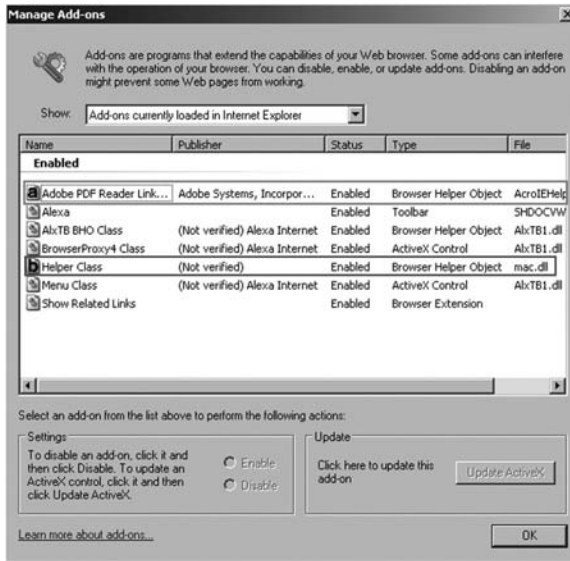 Manage Add-ons
Add-ons are programs that extend the capabilities of your Web browser. Some add-ons can interfere
with the operation of your browser. You can disable, enable, or update add-ons. Disabling an add-on
might prevent some Web pages from working.
Show: Add-ons currently loaded in Internet Explorer
Name Publisher Status Type File
Enabled
a Adobe PDF Reader Link... Adobe Systems, Incorpor... Enabled Browser Helper Object AcroIEHelp
Alexa Enabled Toolbar SHDOCVW
AlxTB BHO Class (Not verified) Alexa Internet Enabled Browser Helper Object AlxTB1.dll
BrowserProxy4 Class (Not verified) Alexa Internet Enabled ActiveX Control AlxTB1.dll
b Helper Class (Not verified) Enabled Browser Helper Object mac.dll
Menu Class (Not verified) Alexa Internet Enabled ActiveX Control AlxTB1.dll
Show Related Links Enabled Browser Extension
Select an add-on from the list above to perform the following actions:
Settings
To disable an add-on, click it and
then click Disable. To update an
ActiveX control, click it and then
click Update ActiveX.
Enable
Disable
Update
Click here to update this
add-on
Update ActiveX
Learn more about add-ons...
OK